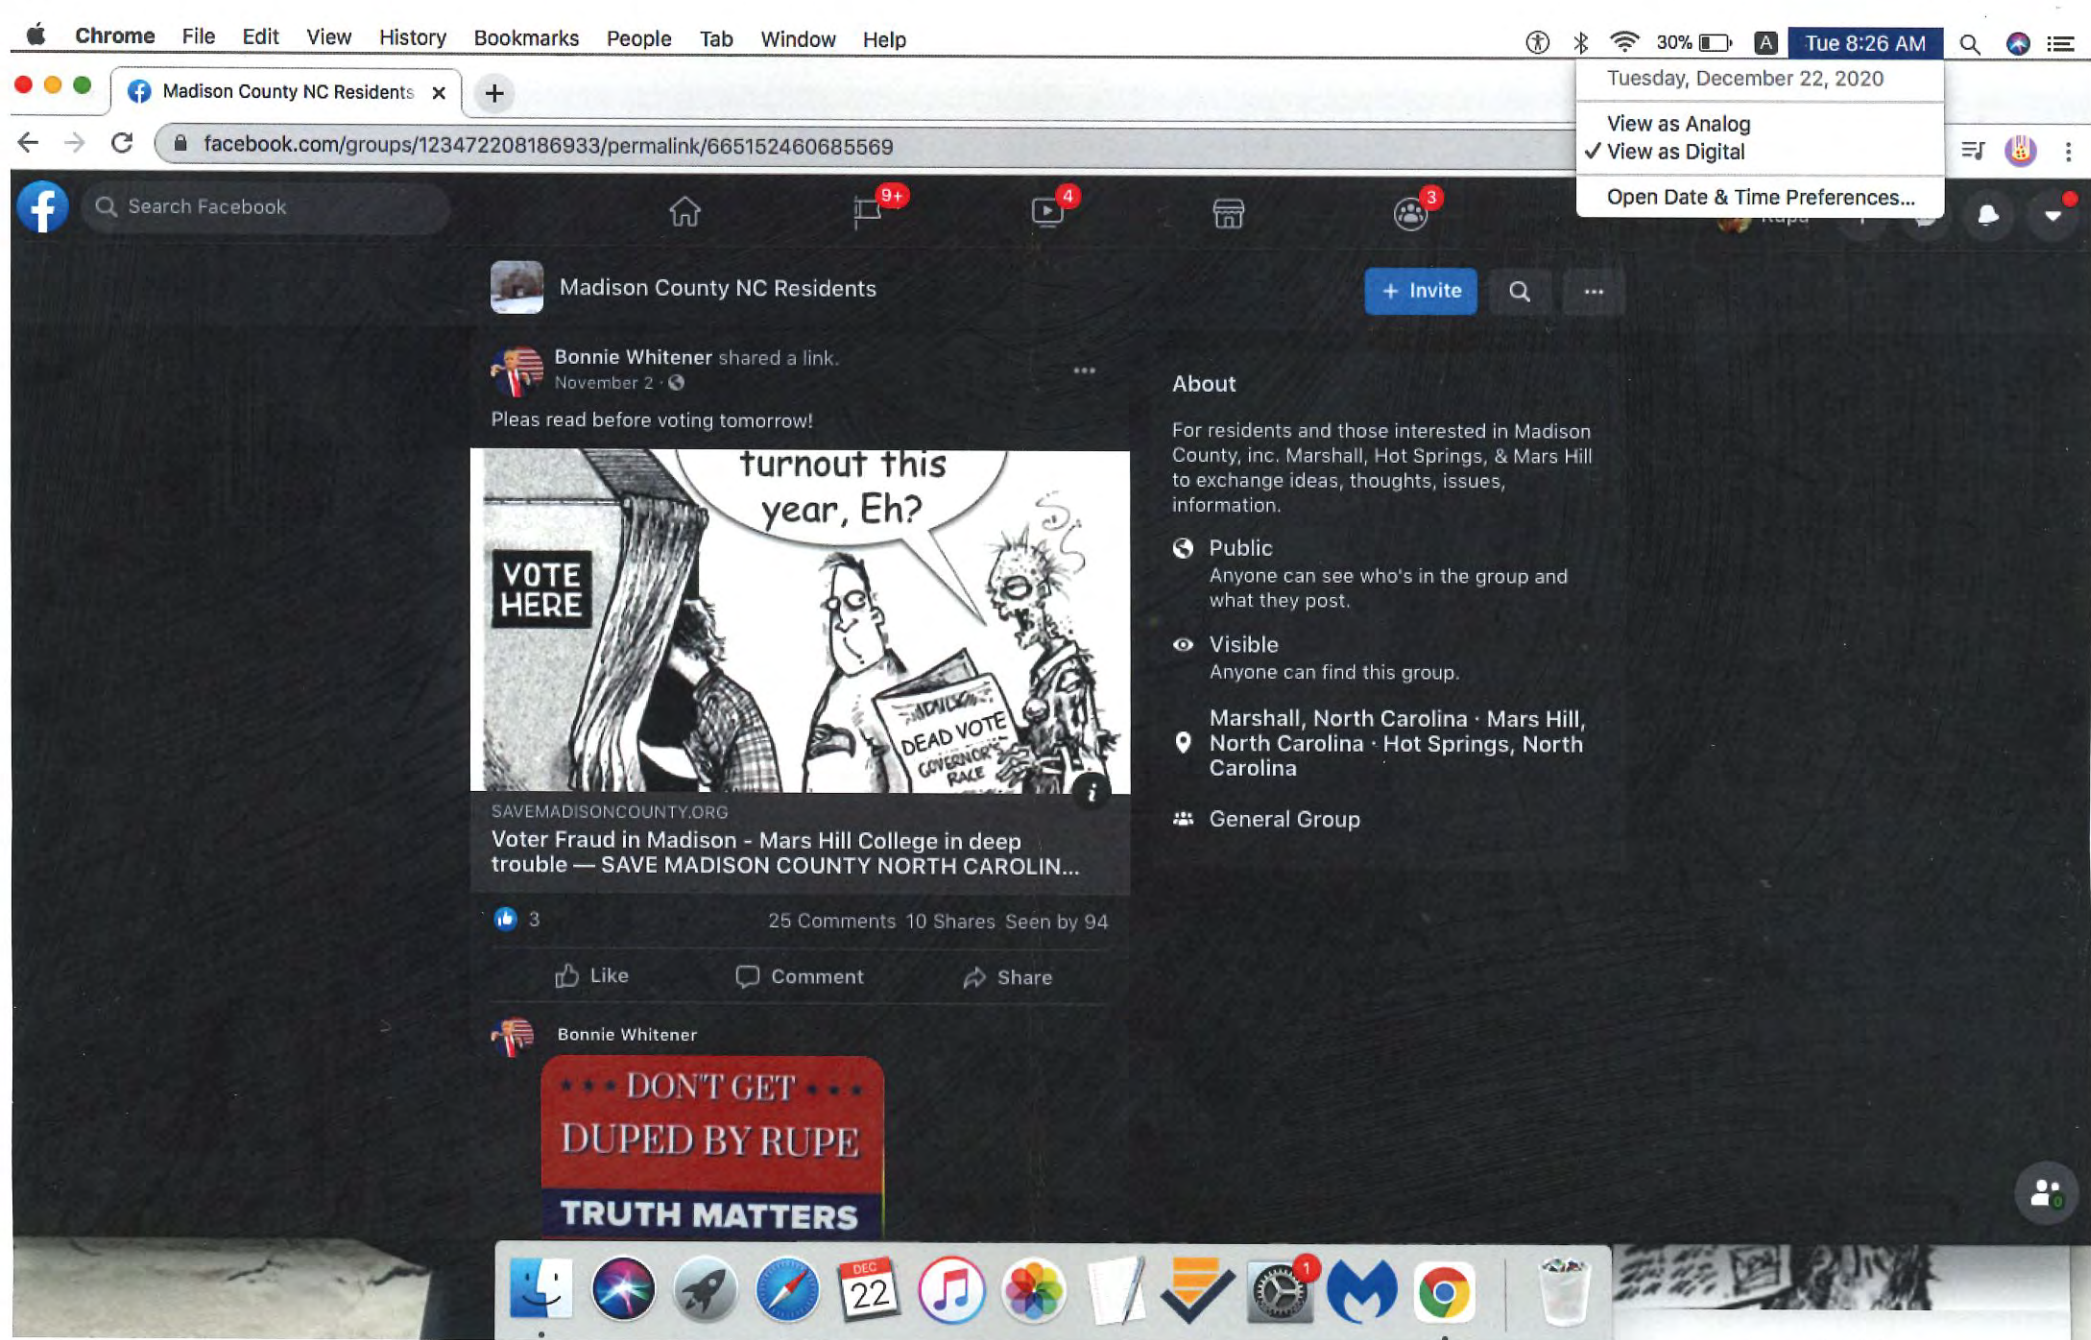 Chrome File Edit View History Bookmarks People Tab Window Help 30% A Tue 8:26 AM
Tuesday, December 22, 2020
View as Analog
✓ View as Digital
Open Date & Time Preferences...
Madison County NC Residents
facebook.com/groups/123472208186933/permalink/665152460685569
Search Facebook
9+
4
3
Madison County NC Residents
+ Invite
Bonnie Whitener shared a link.
November 2 ·
Pleas read before voting tomorrow!
turnout this
year, Eh?
VOTE
HERE
DEAD VOTE
GOVERNOR'S
RACE
SAVEMADISONCOUNTY.ORG
Voter Fraud in Madison - Mars Hill College in deep
trouble — SAVE MADISON COUNTY NORTH CAROLIN...
3
25 Comments 10 Shares Seen by 94
Like Comment Share
Bonnie Whitener
DON'T GET
DUPED BY RUPE
TRUTH MATTERS
About
For residents and those interested in Madison
County, inc. Marshall, Hot Springs, & Mars Hill
to exchange ideas, thoughts, issues,
information.
Public
Anyone can see who's in the group and
what they post.
Visible
Anyone can find this group.
Marshall, North Carolina · Mars Hill,
North Carolina · Hot Springs, North
Carolina
General Group
0
DEC
22
1